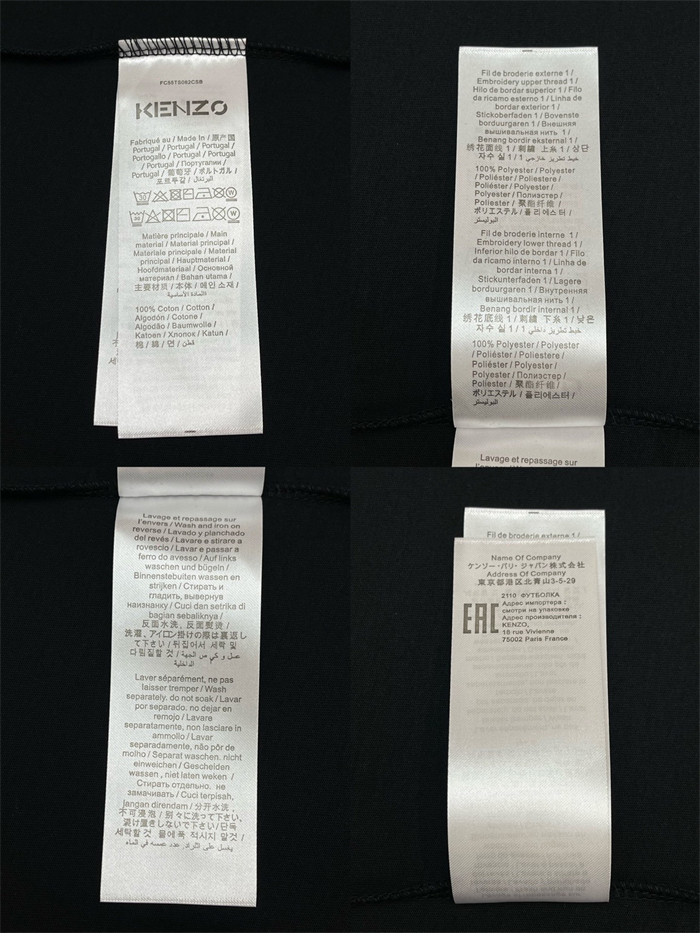 FC55TS082CSB
KENZO
Fabriqué au / Made in / 原产国
Portugal / Portugal / Portugal /
Portogallo / Portugal / Portugal
/ Portugal / Португалии /
Portugal / 葡萄牙 / ポルトガル /
포르투갈 / البرتغال
Matière principale / Main
material / Material principal /
Materiale principale / Material
principal / Hauptmaterial /
Hoofdmateriaal / Основной
материал / Bahan utama /
主要材质 / 本体 / 메인 소재 /
المادة الأساسية
100% Coton / Cotton /
Algodón / Cotone /
Algodão / Baumwolle /
Katoen / Хлопок / Katun /
棉 / 綿 / 면 / قطن
Fil de broderie externe 1 /
Embroidery upper thread 1 /
Hilo de bordar superior 1 / Filo
da ricamo esterno 1 / Linha de
bordar exterior 1 /
Stickoberfaden 1 / Bovenste
borduurgaren 1 / Внешняя
вышивальная нить 1 /
Benang bordir eksternal 1 /
绣花面线 1 / 刺繍 上糸 1 / 상단
자수 실 1 / خيط تطريز خارجي 1
100% Polyester / Polyester
/ Poliéster / Poliestere /
Poliéster / Polyester /
Polyester / Полиэстер /
Poliester / 聚酯纤维 /
ポリエステル / 폴리에스터 /
البوليستر
Fil de broderie interne 1 /
Embroidery lower thread 1 /
Inferior hilo de bordar 1 / Filo
da ricamo interno 1 / Linha de
bordar interna 1 /
Stickunterfaden 1 / Lagere
borduurgaren 1 / Внутренняя
вышивальная нить 1 /
Benang bordir internal 1 /
绣花底线 1 / 刺繍 下糸 1 / 낮은
자수 실 1 / خيط تطريز داخلي 1
100% Polyester / Polyester
/ Poliéster / Poliestere /
Poliéster / Polyester /
Polyester / Полиэстер /
Poliester / 聚酯纤维 /
ポリエステル / 폴리에스터 /
البوليستر
Lavage et repassage sur
Lavage et repassage sur
l'envers / Wash and iron on
reverse / Lavado y planchado
del revés / Lavare e stirare a
rovescio / Lavar e passar a
ferro do avesso / Auf links
waschen und bügeln /
Binnenstebuiten wassen en
strijken / Стирать и
гладить, вывернув
наизнанку / Cuci dan setrika di
bagian sebaliknya /
反面水洗、反面熨烫 /
洗濯、アイロン掛けの際は裏返し
て下さい / 뒤집어서 세탁 및
다림질할 것 / غسل و كي من الجهة
الداخلية
Laver séparément, ne pas
laisser tremper / Wash
separately. do not soak / Lavar
por separado. no dejar en
remojo / Lavare
separatamente, non lasciare in
ammollo / Lavar
separadamente, não pôr de
molho / Separat waschen. nicht
einweichen / Gescheiden
wassen , niet laten weken /
Стирать отдельно. не
замачивать / Cuci terpisah,
jangan direndam / 分开水洗，
不可浸泡 / 別々に洗って下さい。
漬け置きしないで下さい / 단독
세탁할 것. 물에푹 적시지 말것 /
Fil de broderie externe 1 /
Name Of Company
ケンゾー・パリ・ジャパン株式会社
Address Of Company
東京都港区北青山3-5-29
2110 ФУТБОЛКА
EAC
Адрес импортера :
смотри на упаковке
Адрес производителя :
KENZO,
18 rue Vivienne
75002 Paris France